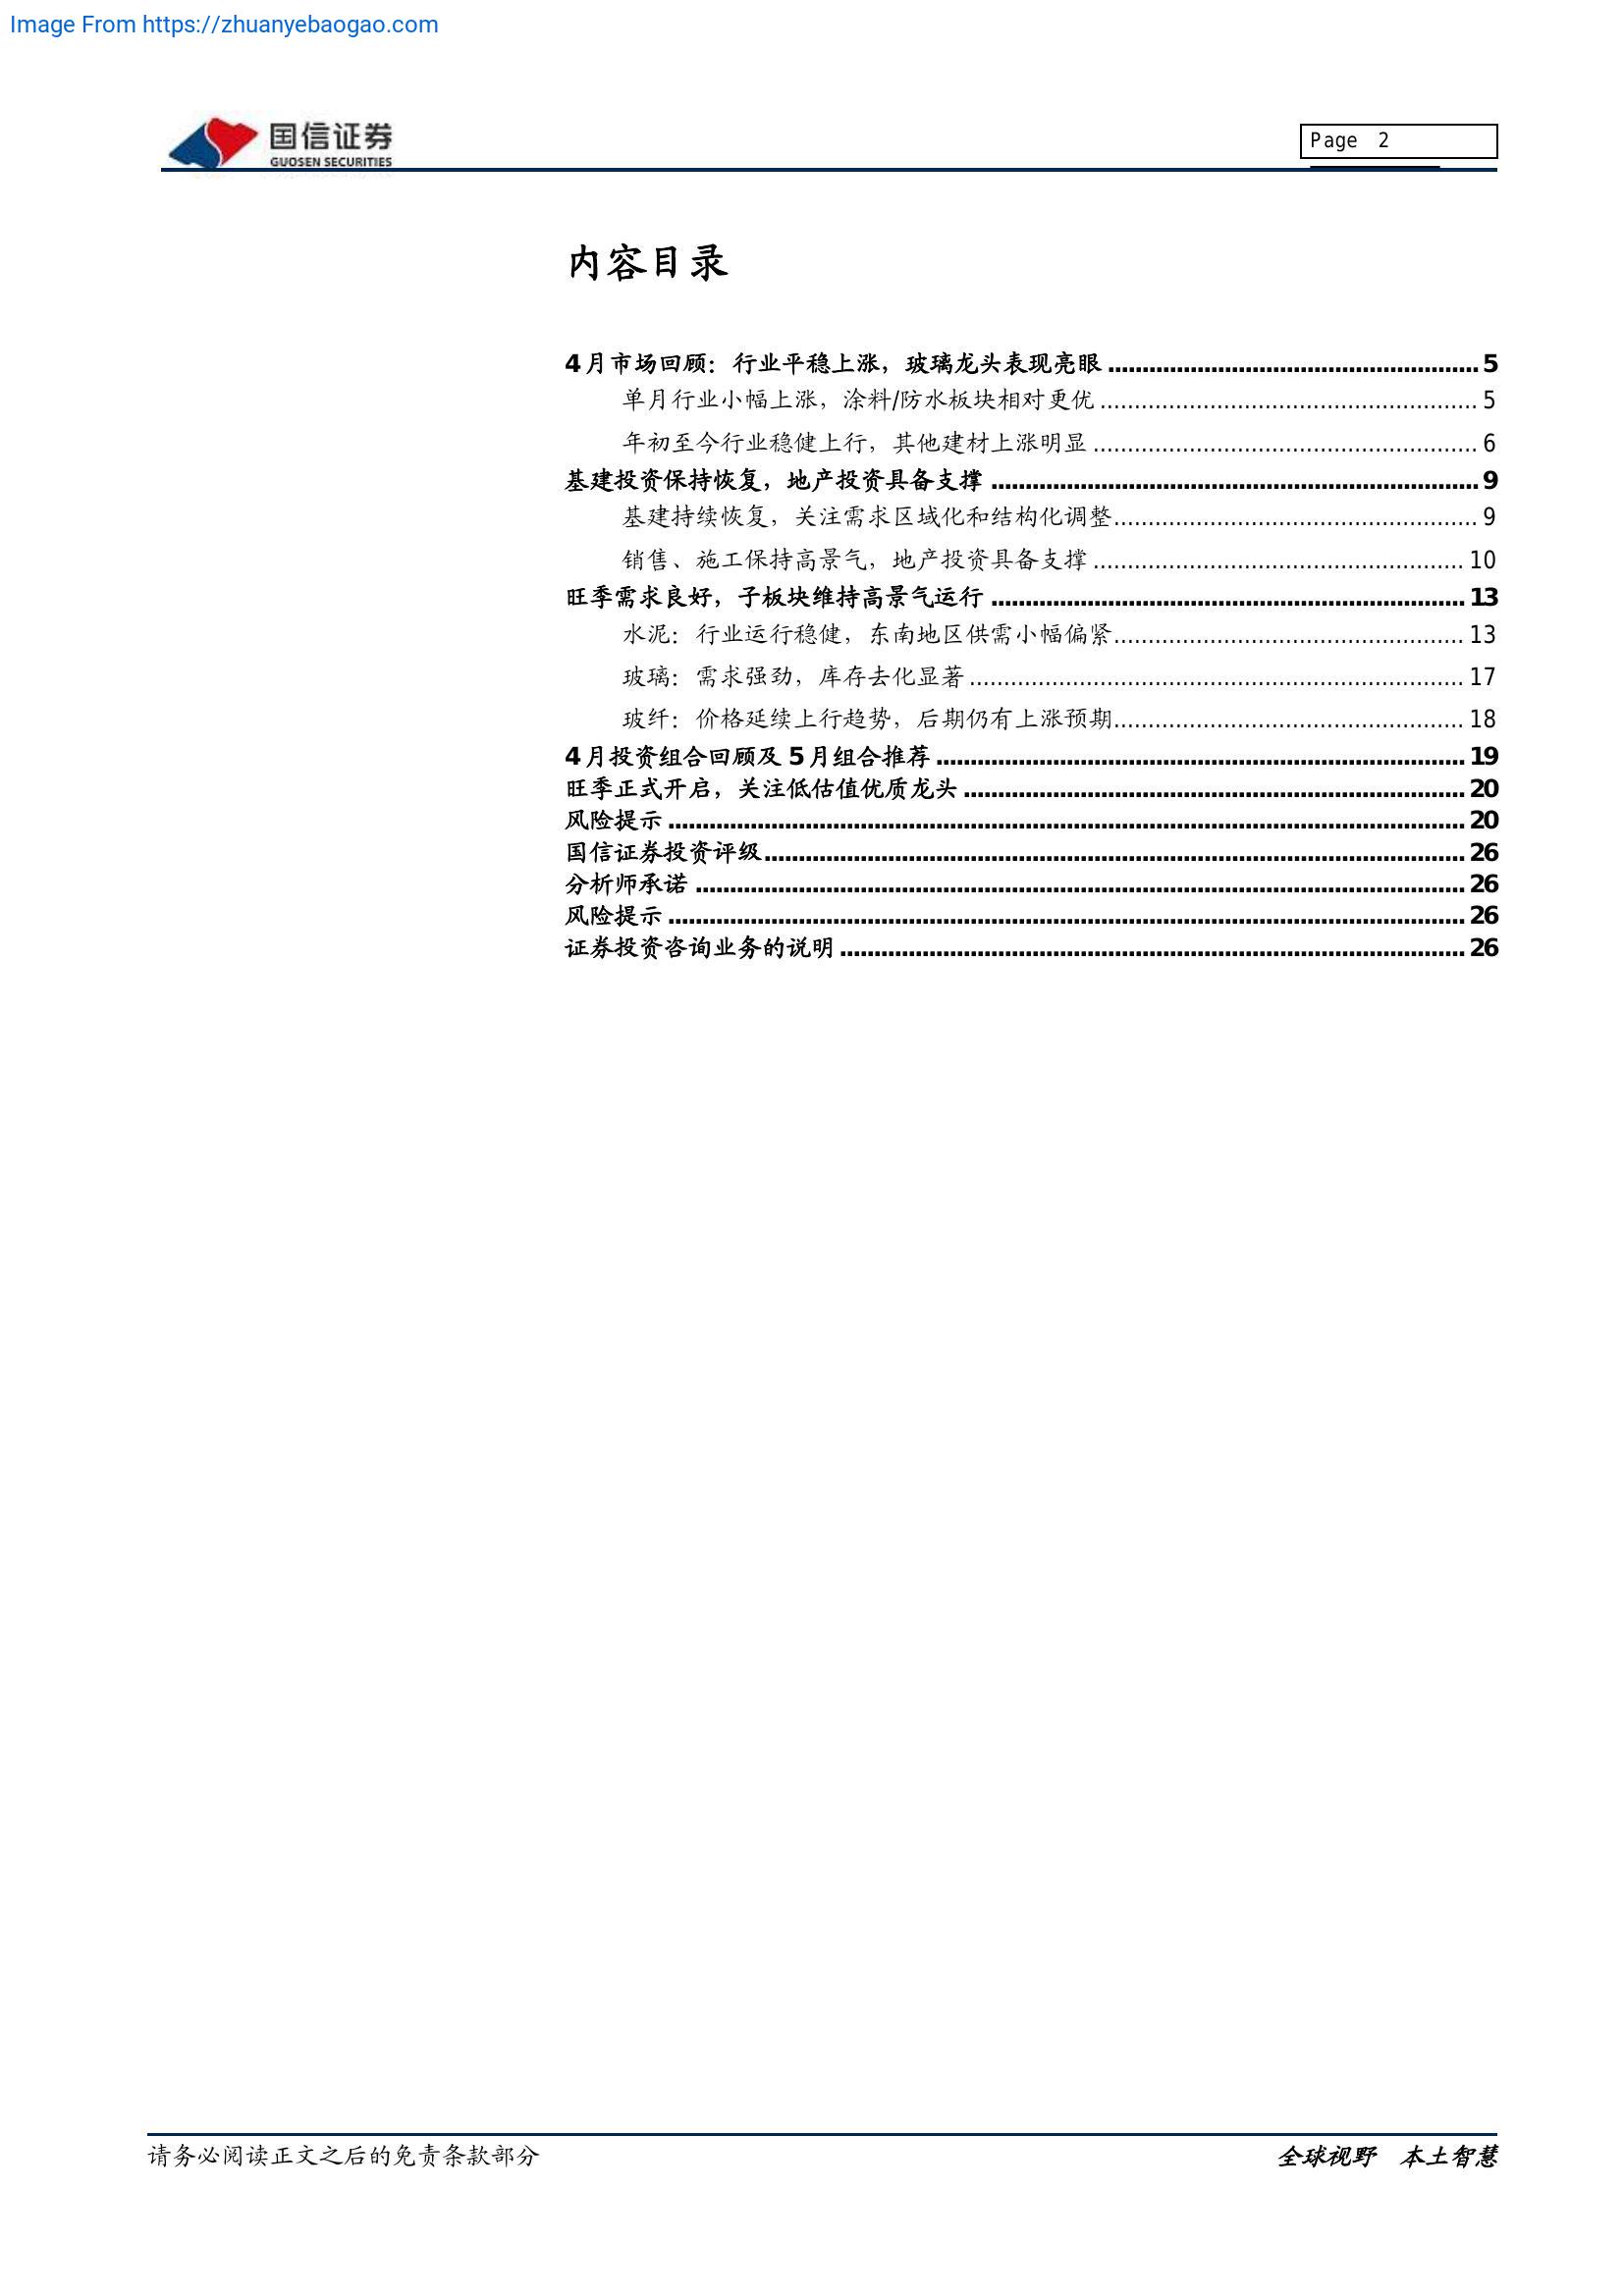 Image From https://zhuanyebaogao.com
国信证券
GUOSEN SECURITIES
Page 2
内容目录
4月市场回顾：行业平稳上涨，玻璃龙头表现亮眼 ........ 5
单月行业小幅上涨，涂料/防水板块相对更优 ........ 5
年初至今行业稳健上行，其他建材上涨明显 ........ 6
基建投资保持恢复，地产投资具备支撑 ........ 9
基建持续恢复，关注需求区域化和结构化调整 ........ 9
销售、施工保持高景气，地产投资具备支撑 ........ 10
旺季需求良好，子板块维持高景气运行 ........ 13
水泥：行业运行稳健，东南地区供需小幅偏紧 ........ 13
玻璃：需求强劲，库存去化显著 ........ 17
玻纤：价格延续上行趋势，后期仍有上涨预期 ........ 18
4月投资组合回顾及 5月组合推荐 ........ 19
旺季正式开启，关注低估值优质龙头 ........ 20
风险提示 ........ 20
国信证券投资评级 ........ 26
分析师承诺 ........ 26
风险提示 ........ 26
证券投资咨询业务的说明 ........ 26
请务必阅读正文之后的免责条款部分
全球视野 本土智慧